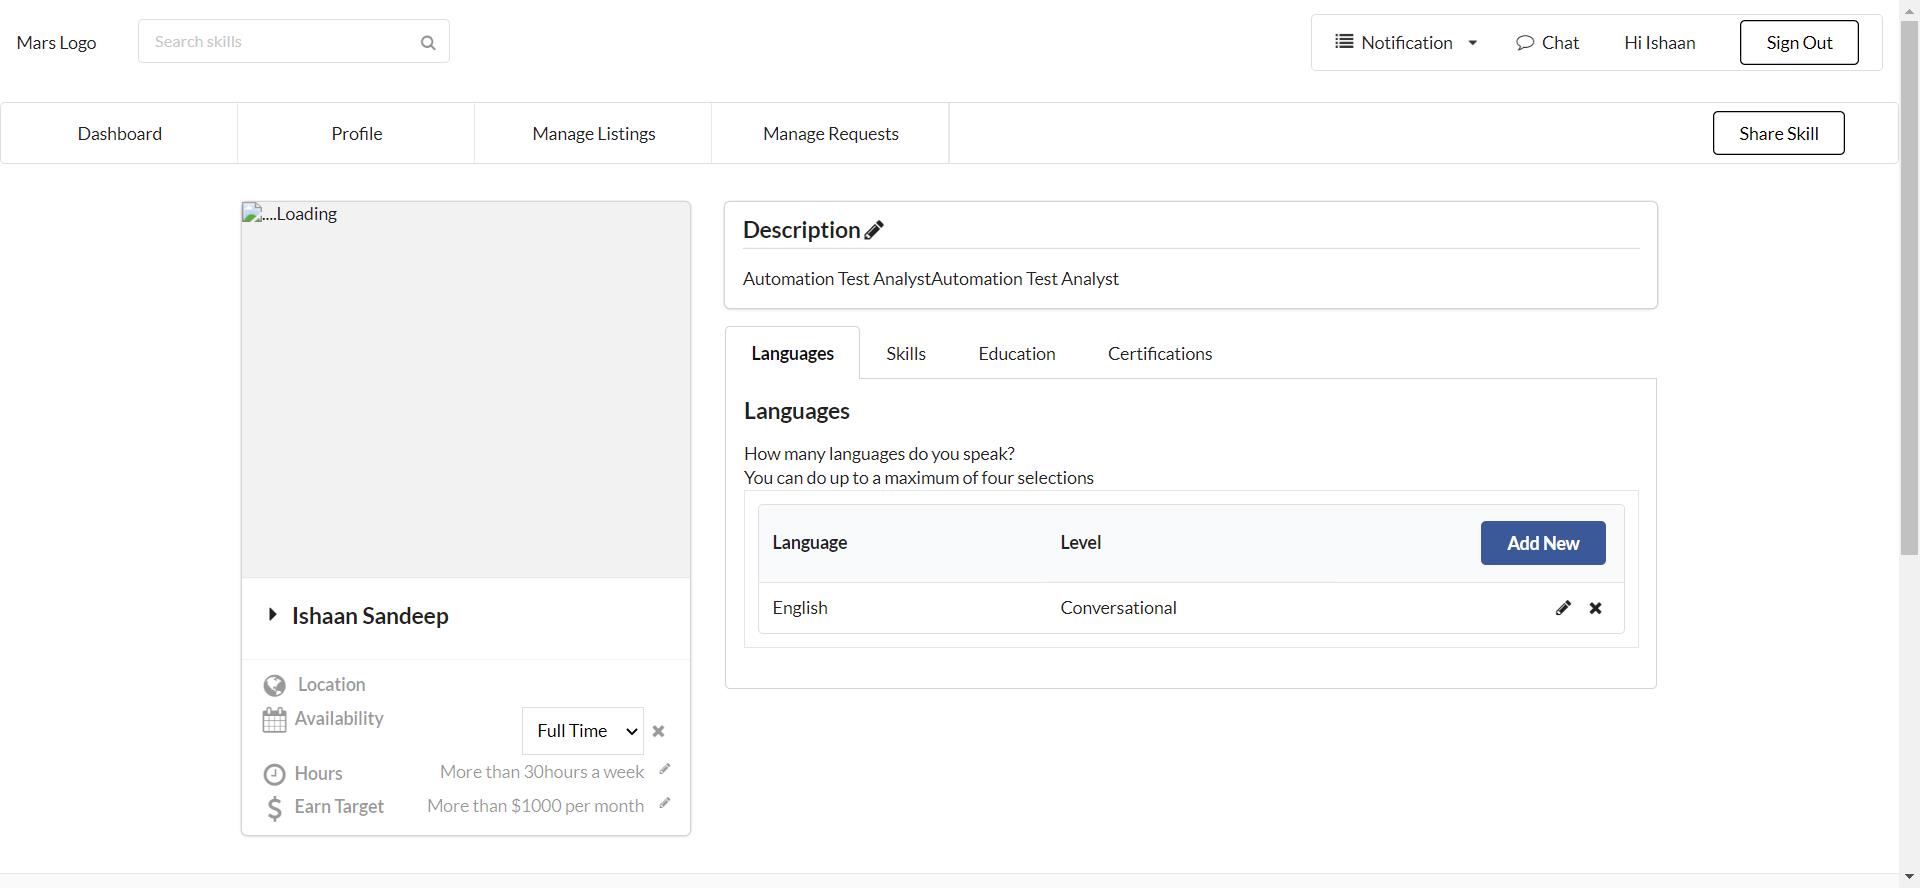 Mars Logo
Search skills
Notification
Chat
Hi Ishaan
Sign Out
Dashboard
Profile
Manage Listings
Manage Requests
Share Skill
....Loading
Ishaan Sandeep
Location
Availability
Full Time
Hours
More than 30hours a week
Earn Target
More than $1000 per month
Description
Automation Test AnalystAutomation Test Analyst
Languages
Skills
Education
Certifications
Languages
How many languages do you speak?
You can do up to a maximum of four selections
Language
Level
Add New
English
Conversational